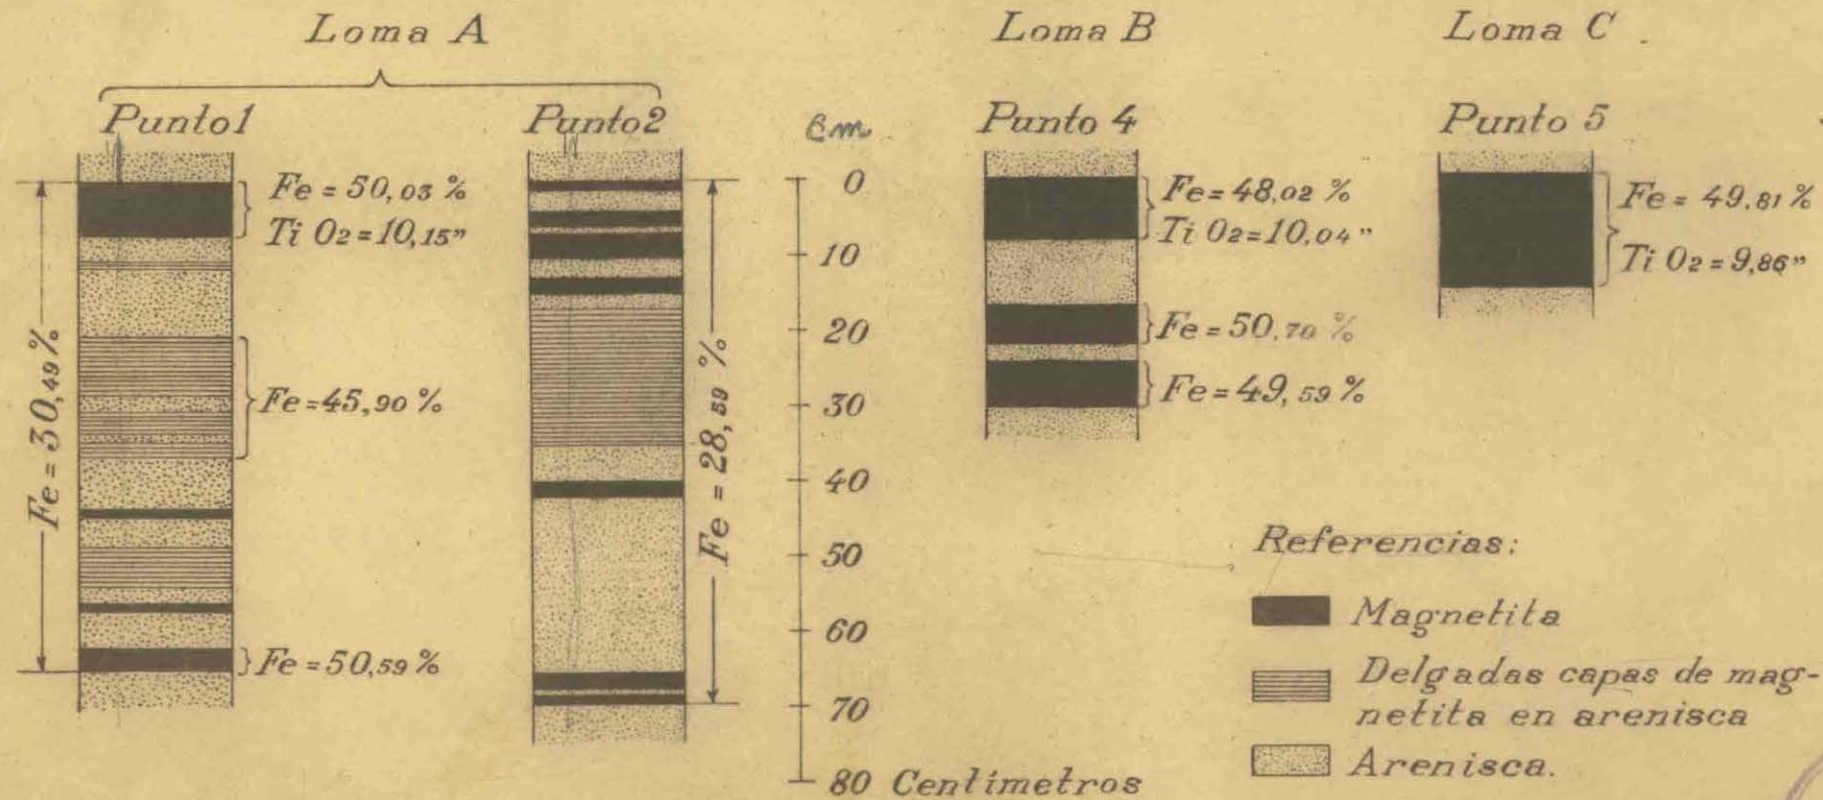 Loma A
Loma B
Loma C
Punto 1
Punto 2
Cm
Punto 4
Punto 5
Fe = 50,03 %
Ti O2 = 10,15"
Fe = 30,49 %
Fe = 45,90 %
Fe = 50,59 %
Fe = 28,59 %
0
10
20
30
40
50
60
70
80 Centímetros
Fe = 48,02 %
Ti O2 = 10,04"
Fe = 50,70 %
Fe = 49,59 %
Fe = 49,81 %
Ti O2 = 9,86"
Referencias:
Magnetita
Delgadas capas de mag-
netita en arenisca
Arenisca.